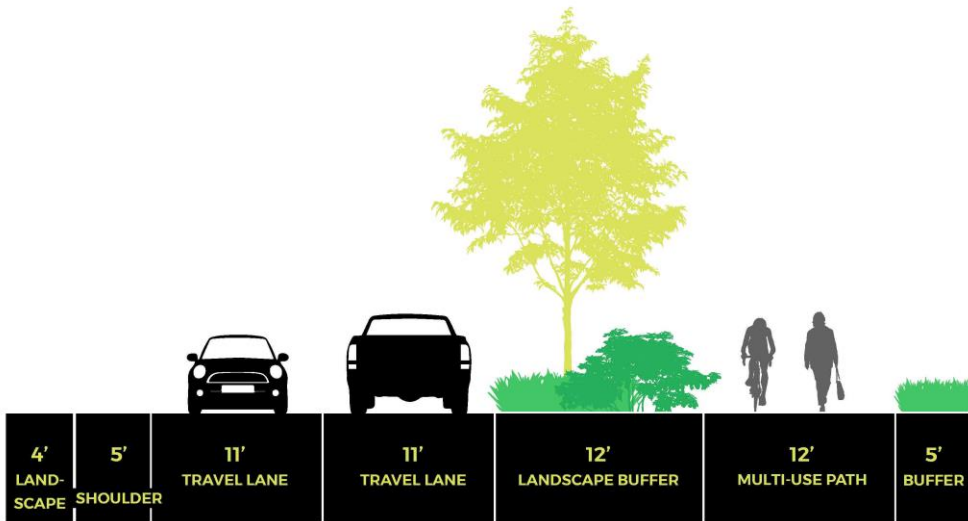 4'
LAND-
SCAPE
5'
SHOULDER
11'
TRAVEL LANE
11'
TRAVEL LANE
12'
LANDSCAPE BUFFER
12'
MULTI-USE PATH
5'
BUFFER